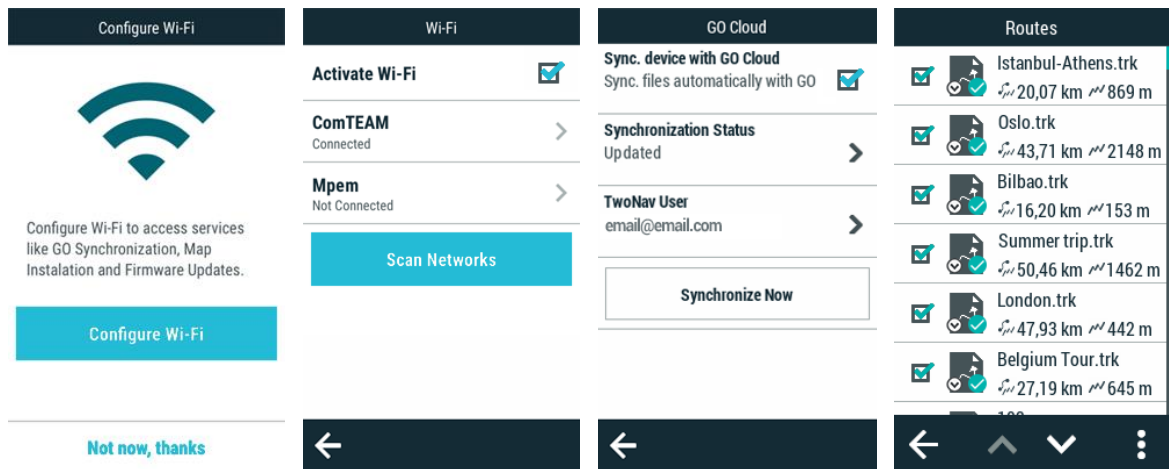 Configure Wi-Fi
Configure Wi-Fi to access services
like GO Synchronization, Map
Instalation and Firmware Updates.
Configure Wi-Fi
Not now, thanks
Wi-Fi
Activate Wi-Fi
ComTEAM
Connected
Mpem
Not Connected
Scan Networks
GO Cloud
Sync. device with GO Cloud
Sync. files automatically with GO
Synchronization Status
Updated
TwoNav User
email@email.com
Synchronize Now
Routes
Istanbul-Athens.trk
20,07 km 869 m
Oslo.trk
43,71 km 2148 m
Bilbao.trk
16,20 km 153 m
Summer trip.trk
50,46 km 1462 m
London.trk
47,93 km 442 m
Belgium Tour.trk
27,19 km 645 m